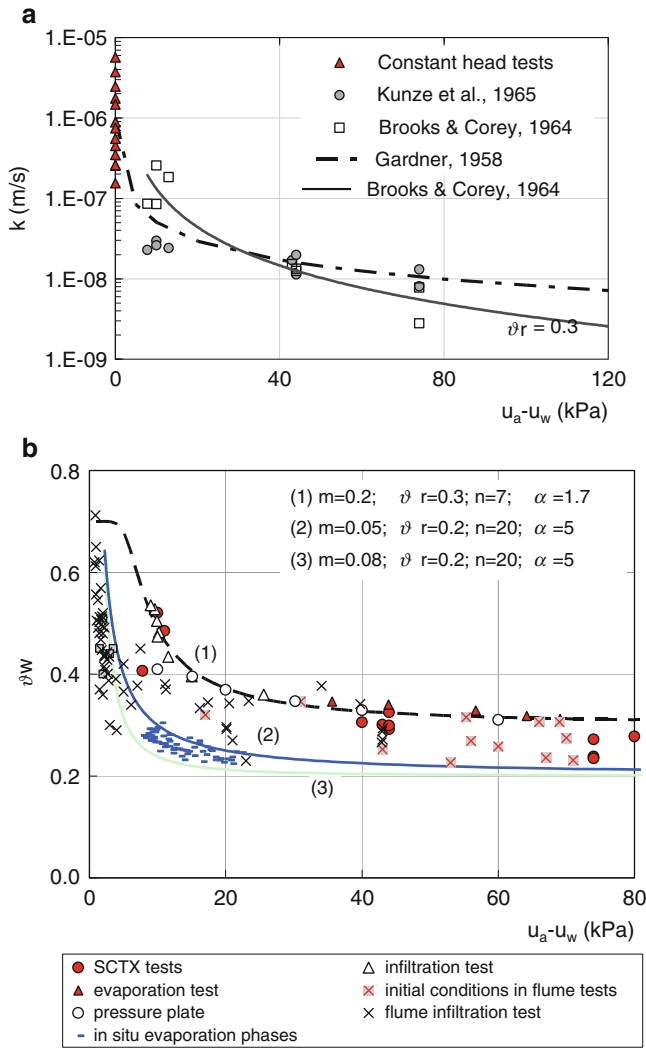 a
1.E-05
1.E-06
1.E-07
1.E-08
1.E-09
k (m/s)
Constant head tests
Kunze et al., 1965
Brooks & Corey, 1964
Gardner, 1958
Brooks & Corey, 1964
ϑr = 0.3
0
40
80
120
ua-uw (kPa)
b
0.8
0.6
0.4
0.2
0.0
ϑw
(1) m=0.2; ϑ r=0.3; n=7; α =1.7
(2) m=0.05; ϑ r=0.2; n=20; α =5
(3) m=0.08; ϑ r=0.2; n=20; α =5
(1)
(2)
(3)
0
20
40
60
80
ua-uw (kPa)
SCTX tests
infiltration test
evaporation test
initial conditions in flume tests
pressure plate
flume infiltration test
in situ evaporation phases